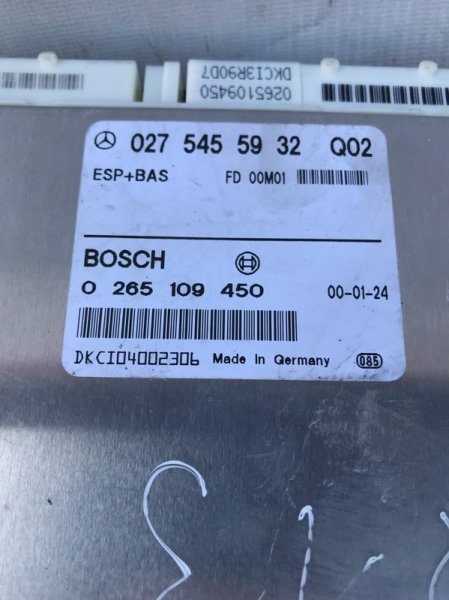 0265109450
DKCI3R90D7
027 545 59 32 Q02
ESP+BAS FD 00M01
BOSCH
0 265 109 450 00-01-24
DKCI04002306 Made in Germany 085